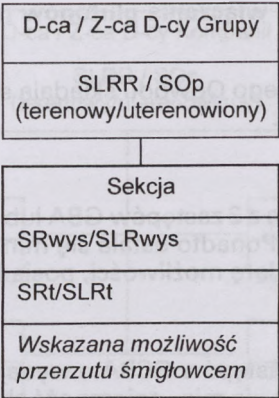 D-ca / Z-ca D-cy Grupy
SLRR / SOp
(terenowy/uterenowiony)
Sekcja
SRwys/SLRwys
SRt/SLRt
Wskazana możliwość
przerzutu śmigłowcem